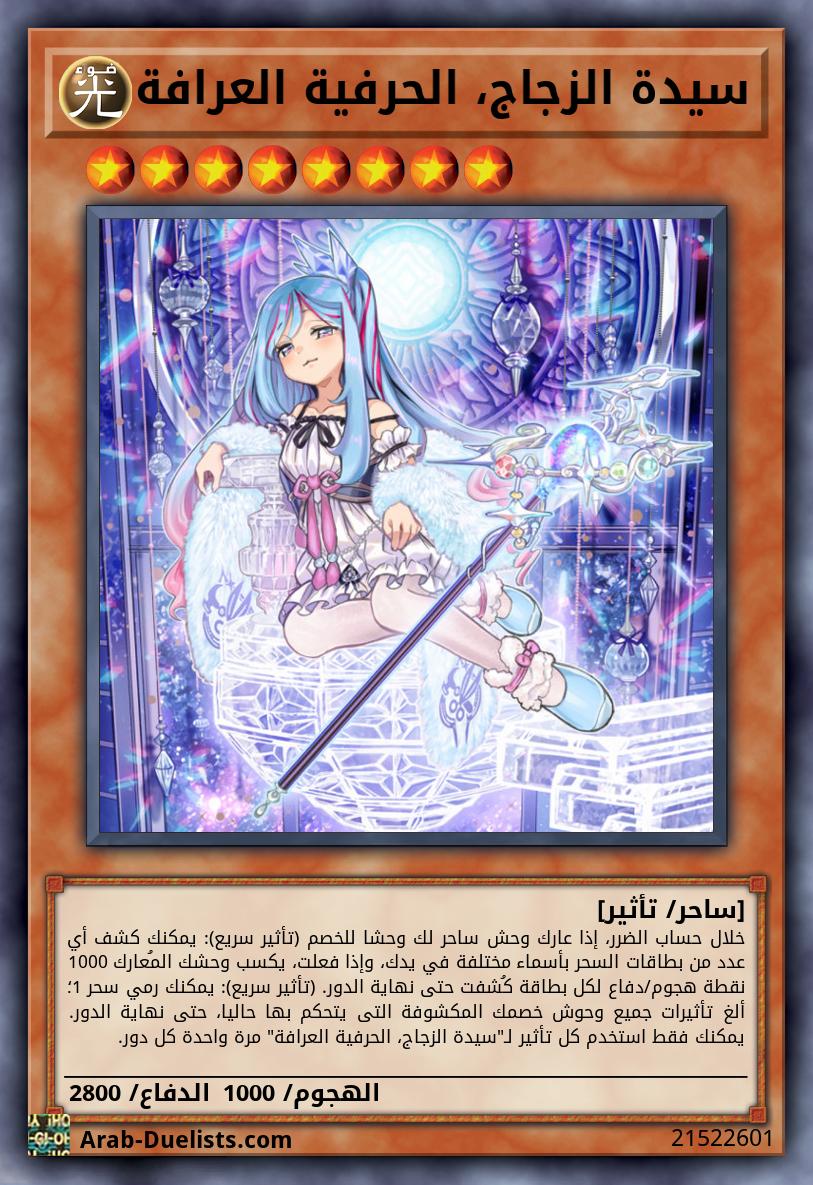 سيدة الزجاج، الحرفية العرافة
ضوء
光
[ساحر/ تأثير]
خلال حساب الضرر، إذا عارك وحش ساحر لك وحشا للخصم (تأثير سريع): يمكنك كشف أي
عدد من بطاقات السحر بأسماء مختلفة في يدك، وإذا فعلت، يكسب وحشك المُعارك 1000
نقطة هجوم/دفاع لكل بطاقة كُشفت حتى نهاية الدور. (تأثير سريع): يمكنك رمي سحر 1؛
ألغ تأثيرات جميع وحوش خصمك المكشوفة التى يتحكم بها حاليا، حتى نهاية الدور.
يمكنك فقط استخدم كل تأثير لـ"سيدة الزجاج، الحرفية العرافة" مرة واحدة كل دور.
الهجوم/ 1000 الدفاع/ 2800
Arab-Duelists.com
21522601